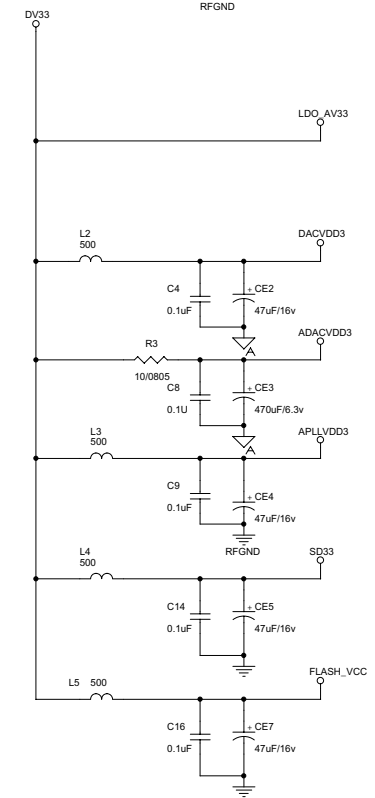 RFGND
DV33
LDO_AV33
L2
500
DACVDD3
C4
0.1uF
+ CE2
47uF/16v
A
R3
10/0805
ADACVDD3
C8
0.1U
+ CE3
470uF/6.3v
A
L3
500
APLLVDD3
C9
0.1uF
+ CE4
47uF/16v
RFGND
L4
500
SD33
C14
0.1uF
+ CE5
47uF/16v
L5 500
FLASH_VCC
C16
0.1uF
+ CE7
47uF/16v